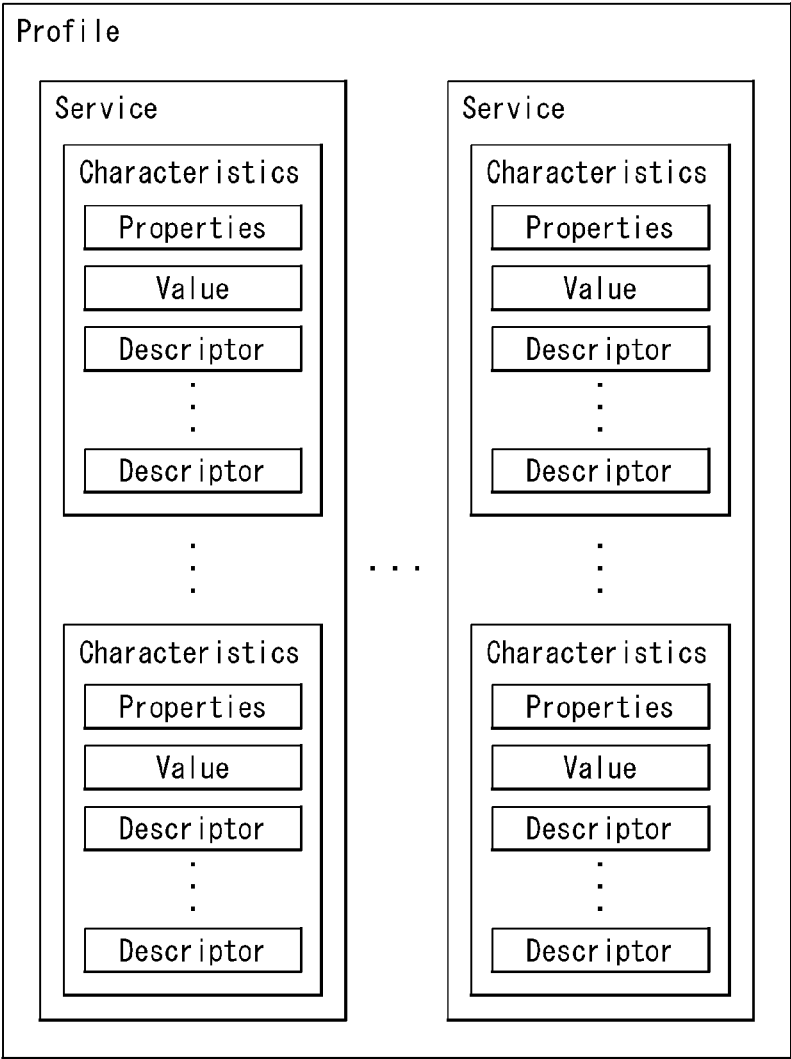 Profile
Service
Characteristics
Properties
Value
Descriptor
Descriptor
Characteristics
Properties
Value
Descriptor
Descriptor
Service
Characteristics
Properties
Value
Descriptor
Descriptor
Characteristics
Properties
Value
Descriptor
Descriptor